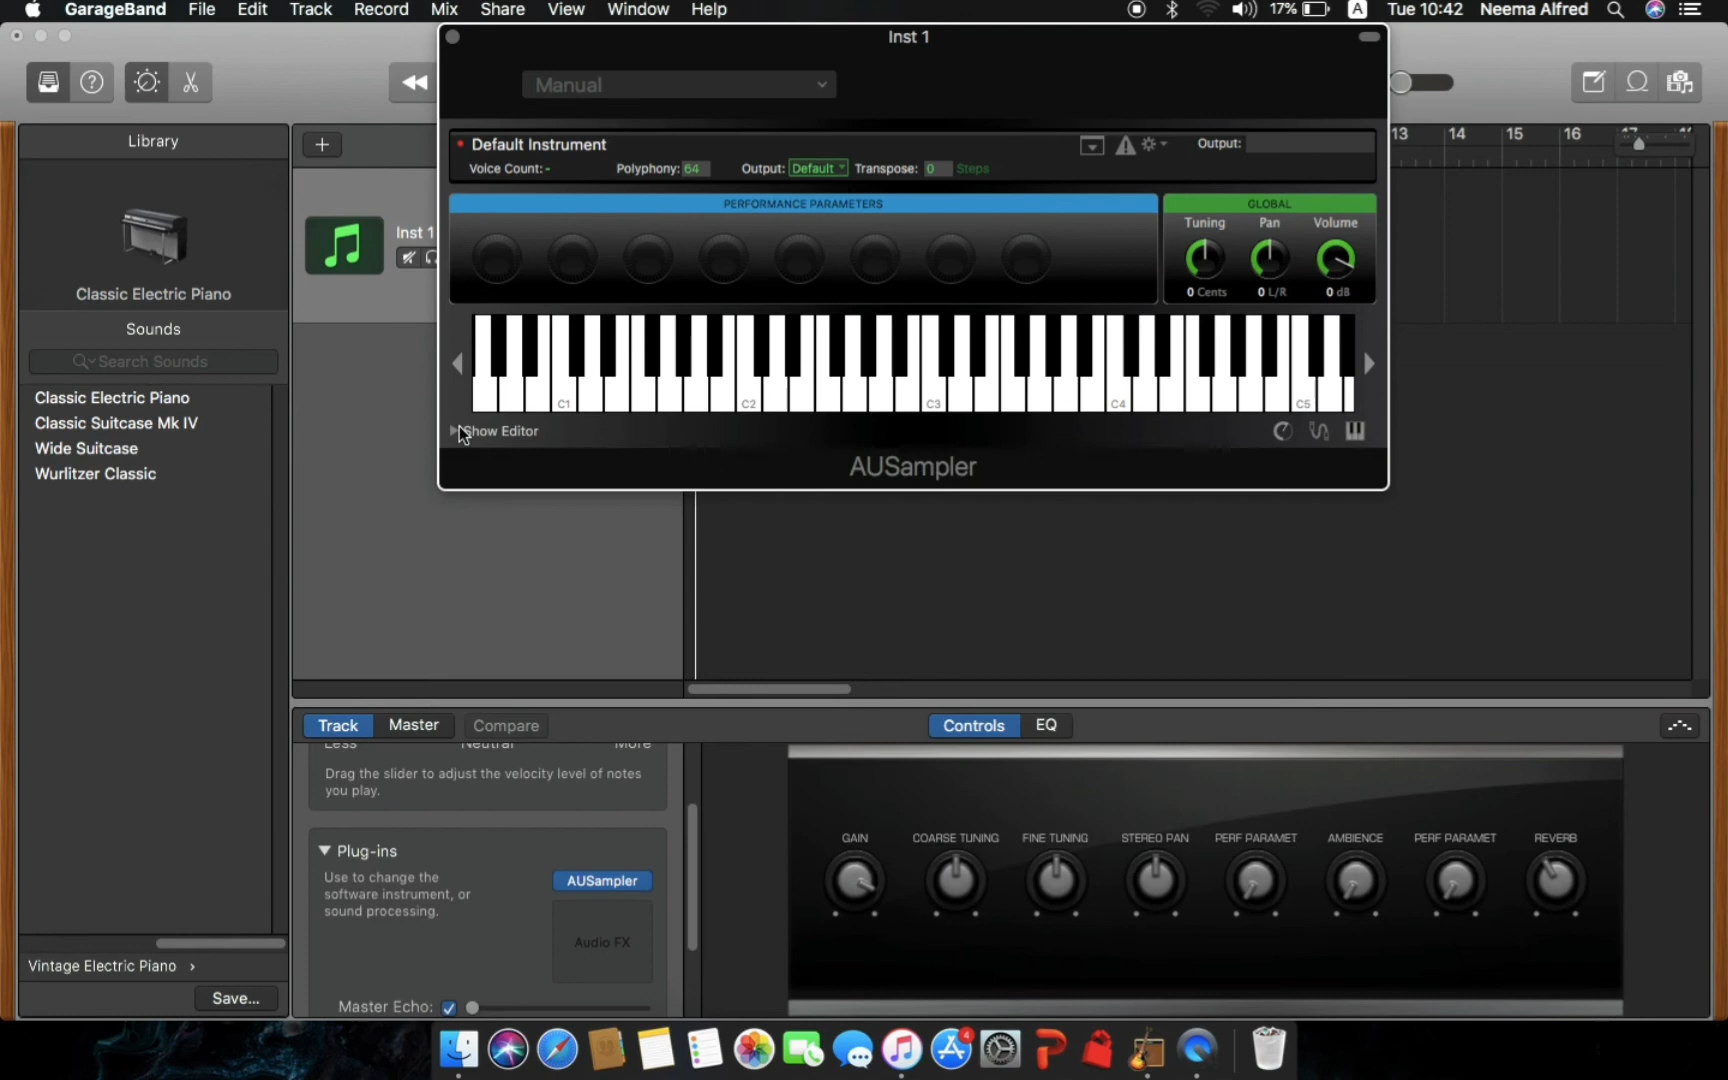 GarageBand File Edit Track Record Mix Share View Window Help
17% A Tue 10:42 Neema Alfred
Inst 1
Manual
Library
Default Instrument
Output:
Voice Count: -
Polyphony: 64
Output: Default
Transpose: 0 Steps
PERFORMANCE PARAMETERS
GLOBAL
Tuning Pan Volume
0 Cents 0 L/R 0 dB
13 14 15 16
Inst 1
Classic Electric Piano
Sounds
Search Sounds
Classic Electric Piano
Classic Suitcase Mk IV
Wide Suitcase
Wurlitzer Classic
C1 C2 C3 C4 C5
Show Editor
AUSampler
Track Master Compare
Controls EQ
Less Neutral More
Drag the slider to adjust the velocity level of notes
you play.
Plug-ins
Use to change the
software instrument, or
sound processing.
AUSampler
Audio FX
Master Echo:
GAIN COARSE TUNING FINE TUNING STEREO PAN PERF PARAMET AMBIENCE PERF PARAMET REVERB
Vintage Electric Piano ›
Save...
4